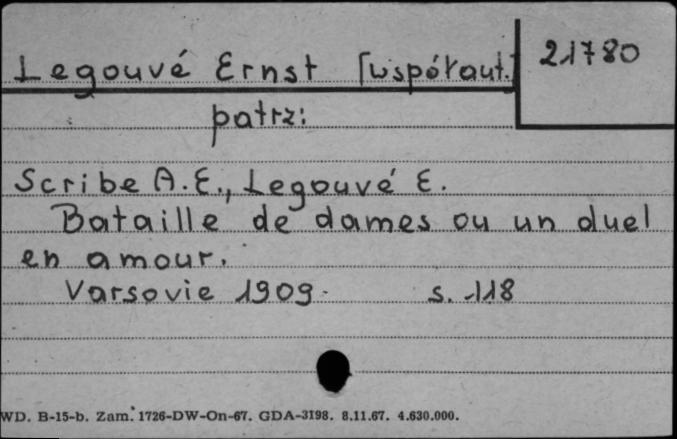 Legouvé Ernst [współaut.]
21780
patrz:
Scribe A.E., Legouvé E.
Bataille de dames ou un duel
en amour.
Varsovie 1909. s. 118
WD. B-15-b. Zam. 1726-DW-On-67. GDA-3198. 8.11.67. 4.630.000.